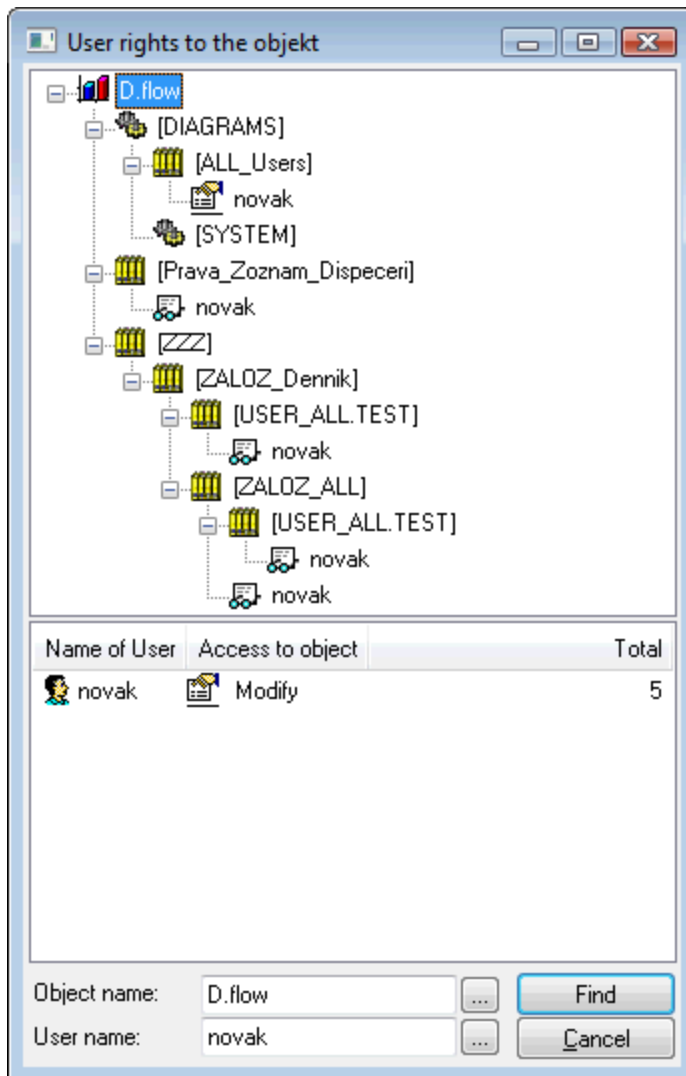 User rights to the objekt
D.flow
[DIAGRAMS]
[ALL_Users]
novak
[SYSTEM]
[Prava_Zoznam_Dispeceri]
novak
[ZZZ]
[ZALOZ_Dennik]
[USER_ALL.TEST]
novak
[ZALOZ_ALL]
[USER_ALL.TEST]
novak
novak
Name of User Access to object Total
novak Modify 5
Object name: D.flow ... Find
User name: novak ... Cancel